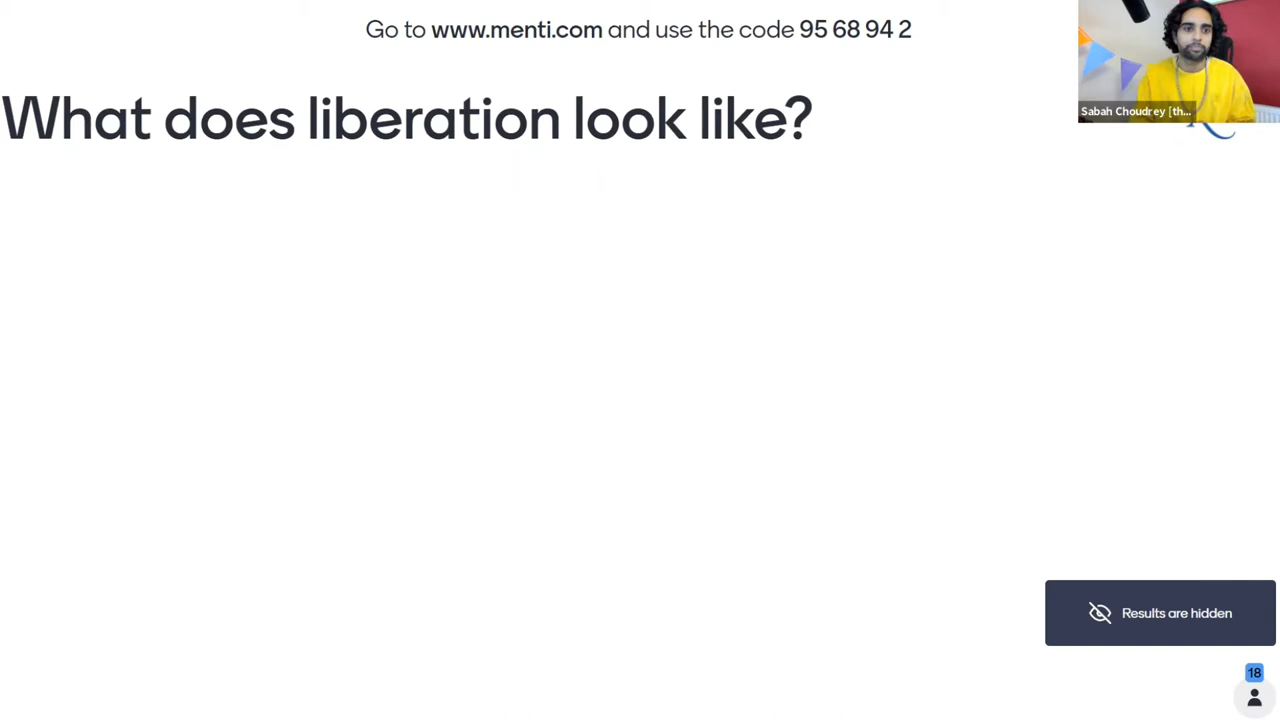 Go to www.menti.com and use the code 95 68 94 2
What does liberation look like?
Sabah Choudrey [th...
Results are hidden
18